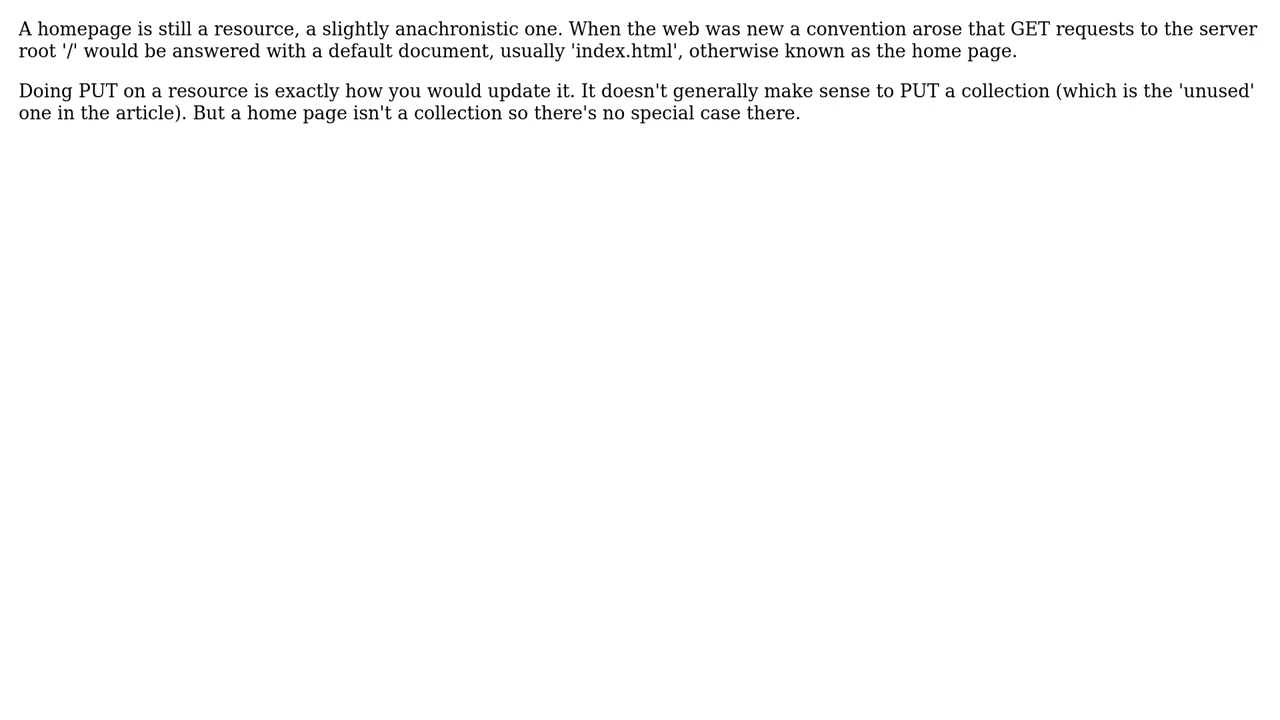 A homepage is still a resource, a slightly anachronistic one. When the web was new a convention arose that GET requests to the server
root '/' would be answered with a default document, usually 'index.html', otherwise known as the home page.
Doing PUT on a resource is exactly how you would update it. It doesn't generally make sense to PUT a collection (which is the 'unused'
one in the article). But a home page isn't a collection so there's no special case there.